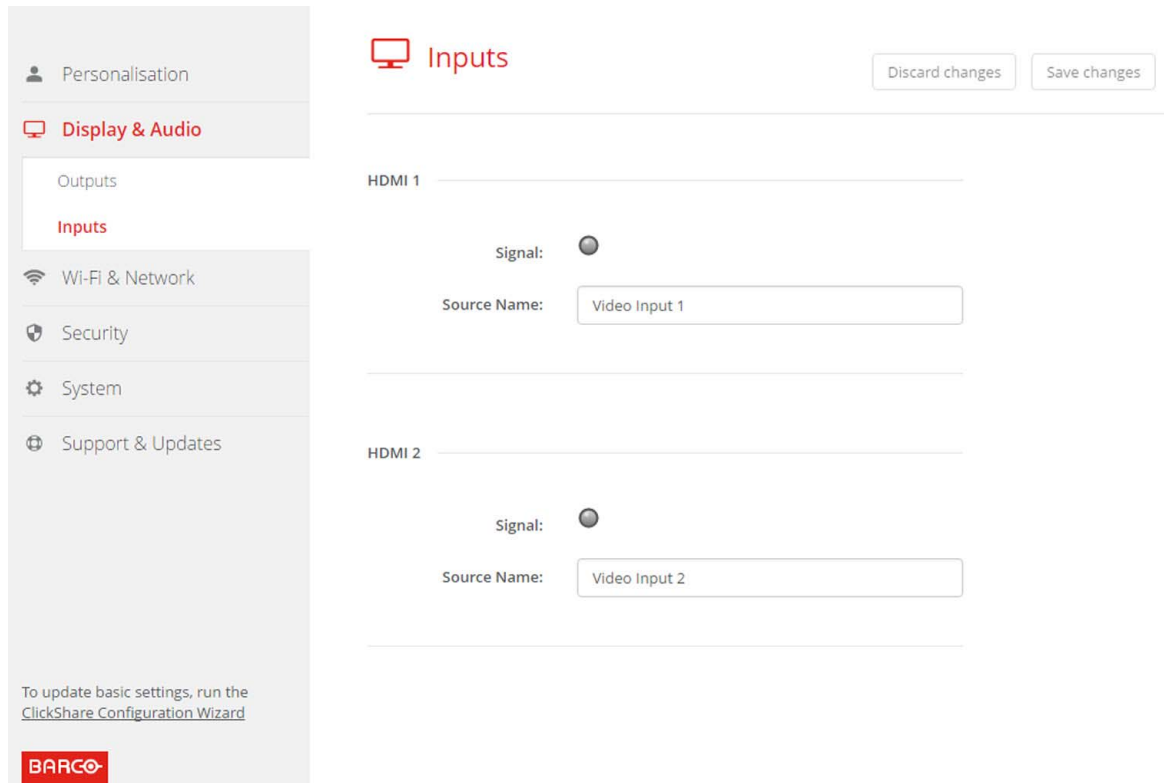 Personalisation
Display & Audio
Outputs
Inputs
Wi-Fi & Network
Security
System
Support & Updates
To update basic settings, run the
ClickShare Configuration Wizard
BARCO
Inputs
Discard changes
Save changes
HDMI 1
Signal:
Source Name: Video Input 1
HDMI 2
Signal:
Source Name: Video Input 2